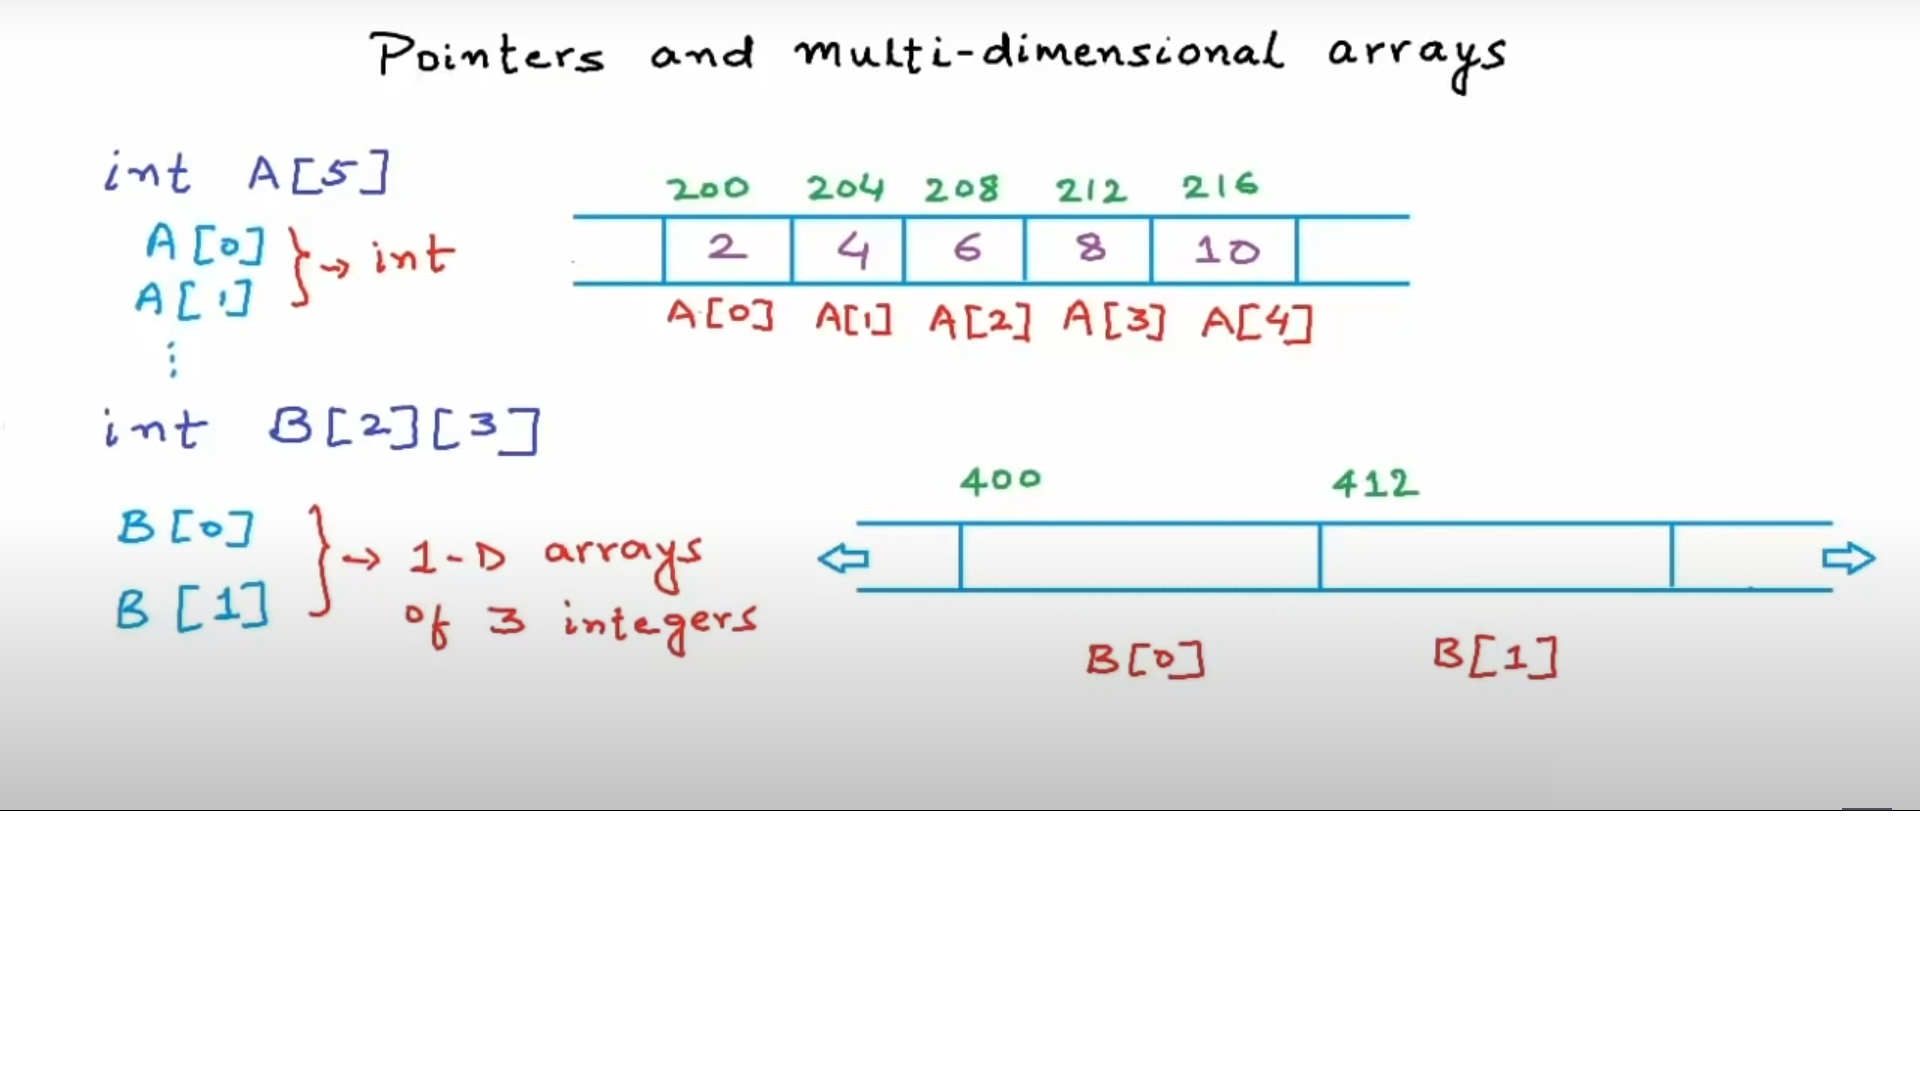 Pointers and multi-dimensional arrays
int A[5]
A[0] } → int
A[1]
⋮
200 204 208 212 216
2 4 6 8 10
A[0] A[1] A[2] A[3] A[4]
int B[2][3]
B[0] } → 1-D arrays
B[1] of 3 integers
400 412
B[0] B[1]